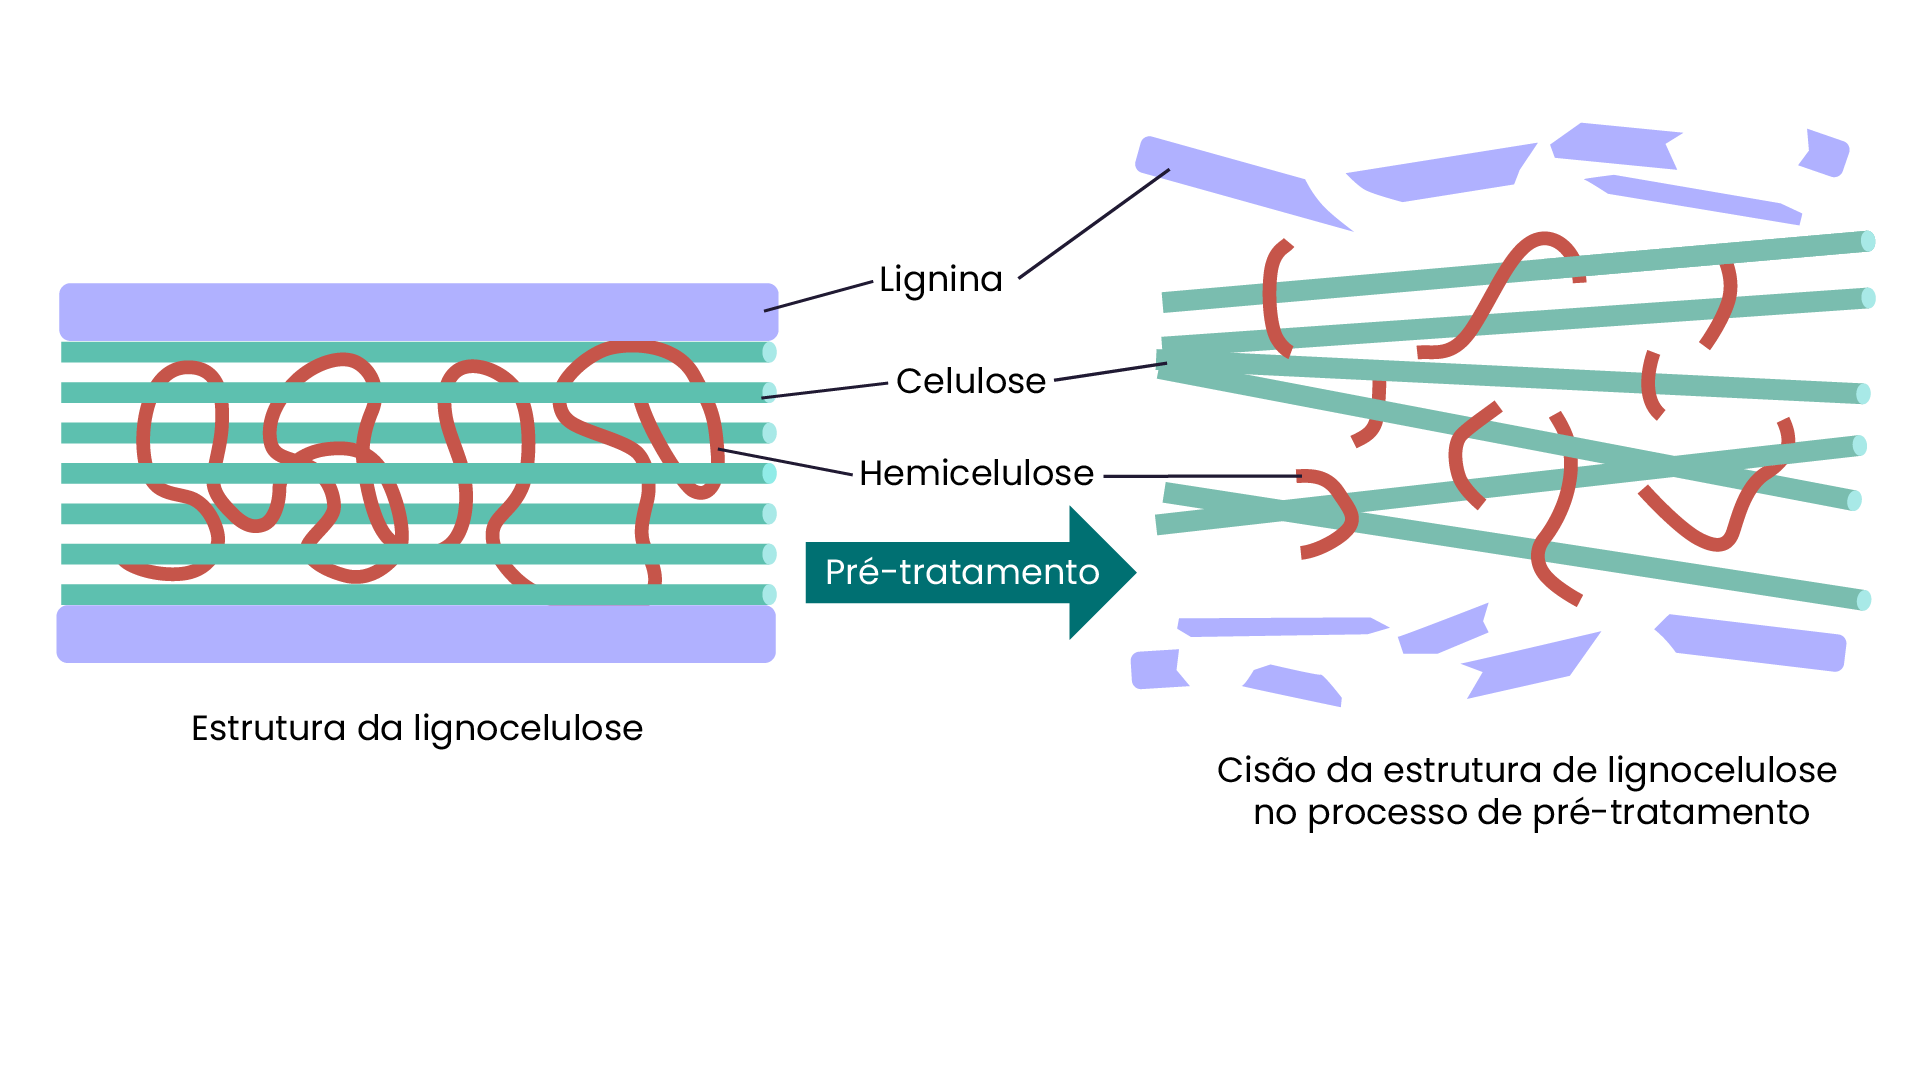 Lignina
Celulose
Hemicelulose
Pré-tratamento
Estrutura da lignocelulose
Cisão da estrutura de lignocelulose
no processo de pré-tratamento